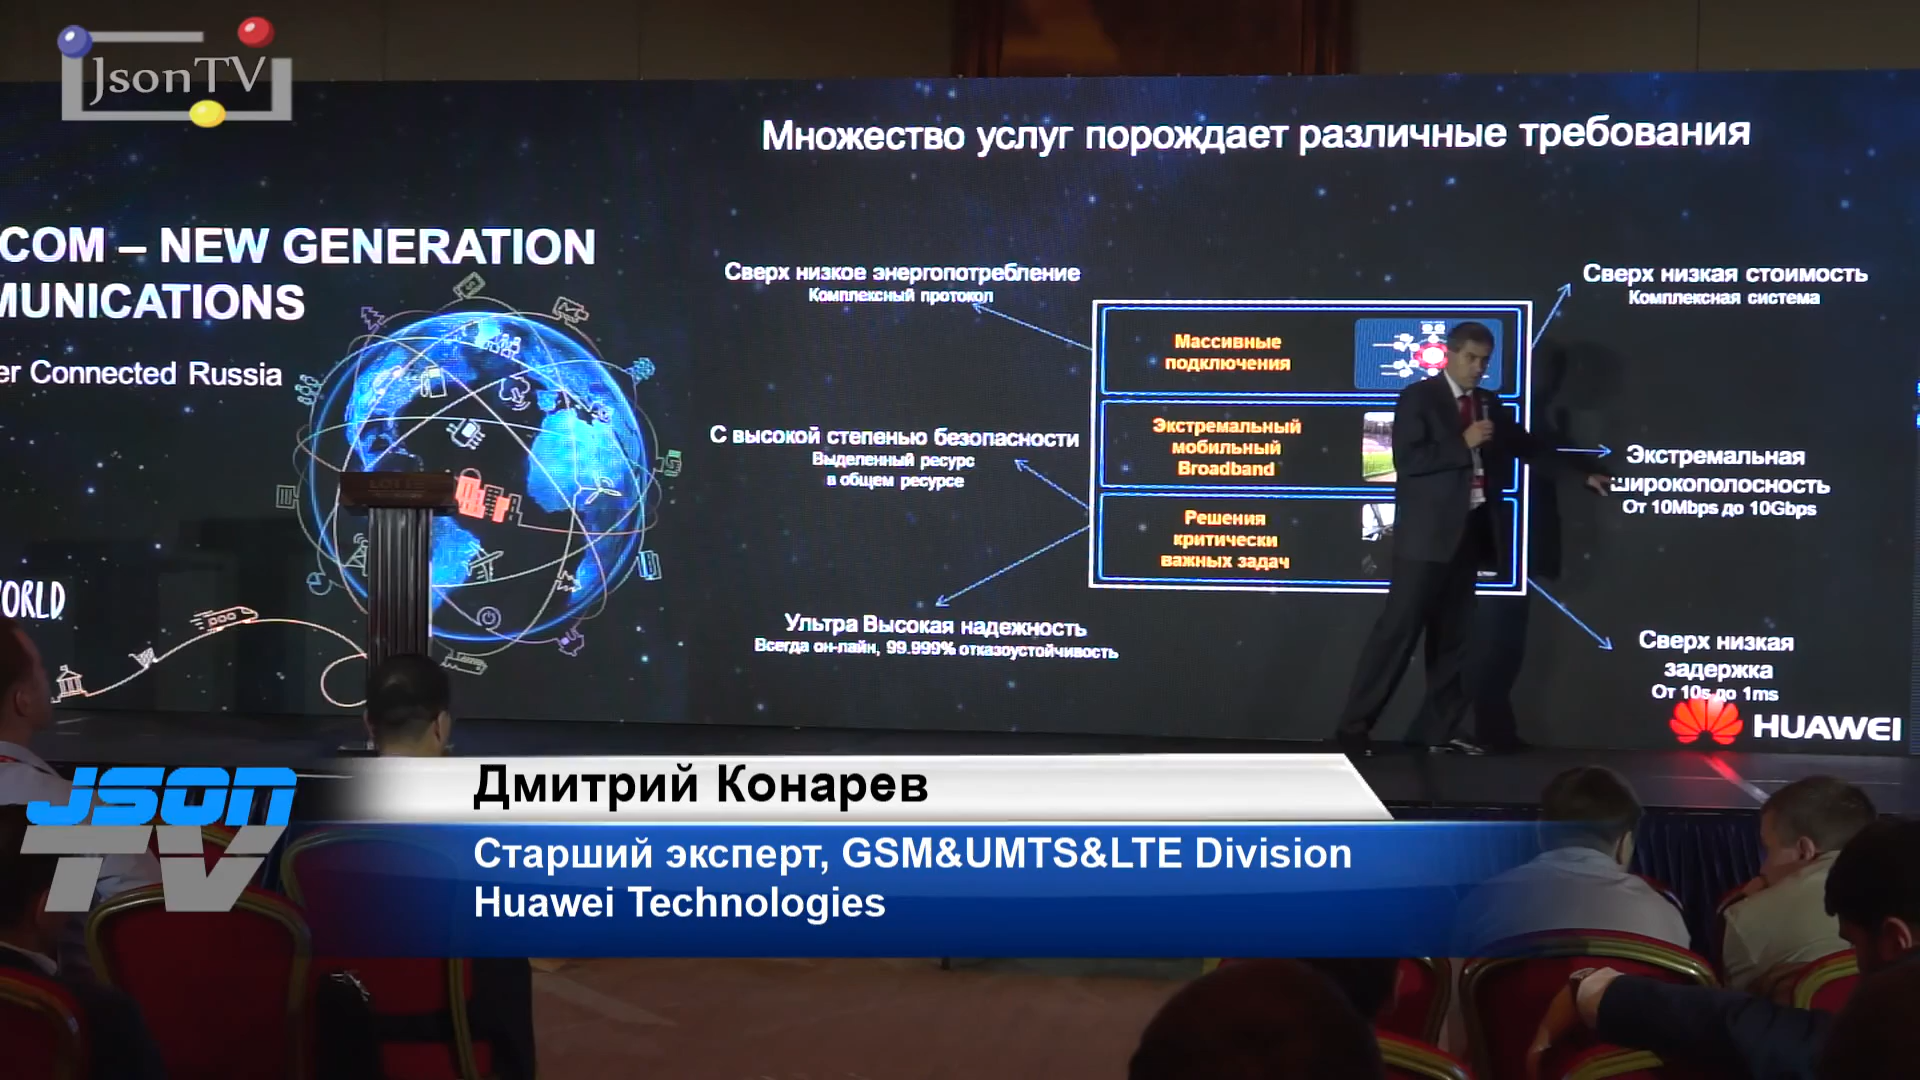 JsonTV
Множество услуг порождает различные требования
COM – NEW GENERATION
MUNICATIONS
er Connected Russia
ORLD
LOTTE
Сверх низкое энергопотребление
Комплексный протокол
С высокой степенью безопасности
Выделенный ресурс
в общем ресурсе
Ультра Высокая надежность
Всегда он-лайн, 99.999% отказоустойчивость
Массивные
подключения
Экстремальный
мобильный
Broadband
Решения
критически
важных задач
Сверх низкая стоимость
Комплексная система
Экстремальная
широкополосность
От 10Mbps до 10Gbps
Сверх низкая
задержка
От 10s до 1ms
HUAWEI
JSON
TV
Дмитрий Конарев
Старший эксперт, GSM&UMTS&LTE Division
Huawei Technologies